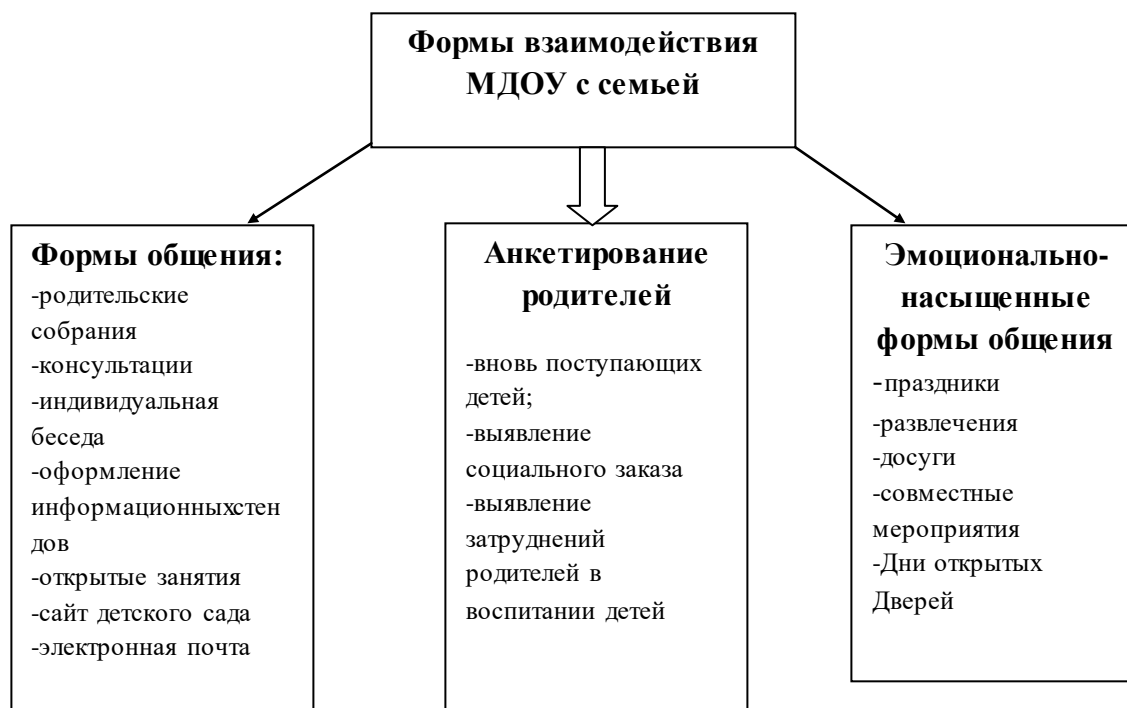 Формы взаимодействия
МДОУ с семьей
Формы общения:
-родительские
собрания
-консультации
-индивидуальная
беседа
-оформление
информационныхстен
дов
-открытые занятия
-сайт детского сада
-электронная почта
Анкетирование
родителей
-вновь поступающих
детей;
-выявление
социального заказа
-выявление
затруднений
родителей в
воспитании детей
Эмоционально-
насыщенные
формы общения
-праздники
-развлечения
-досуги
-совместные
мероприятия
-Дни открытых
Дверей